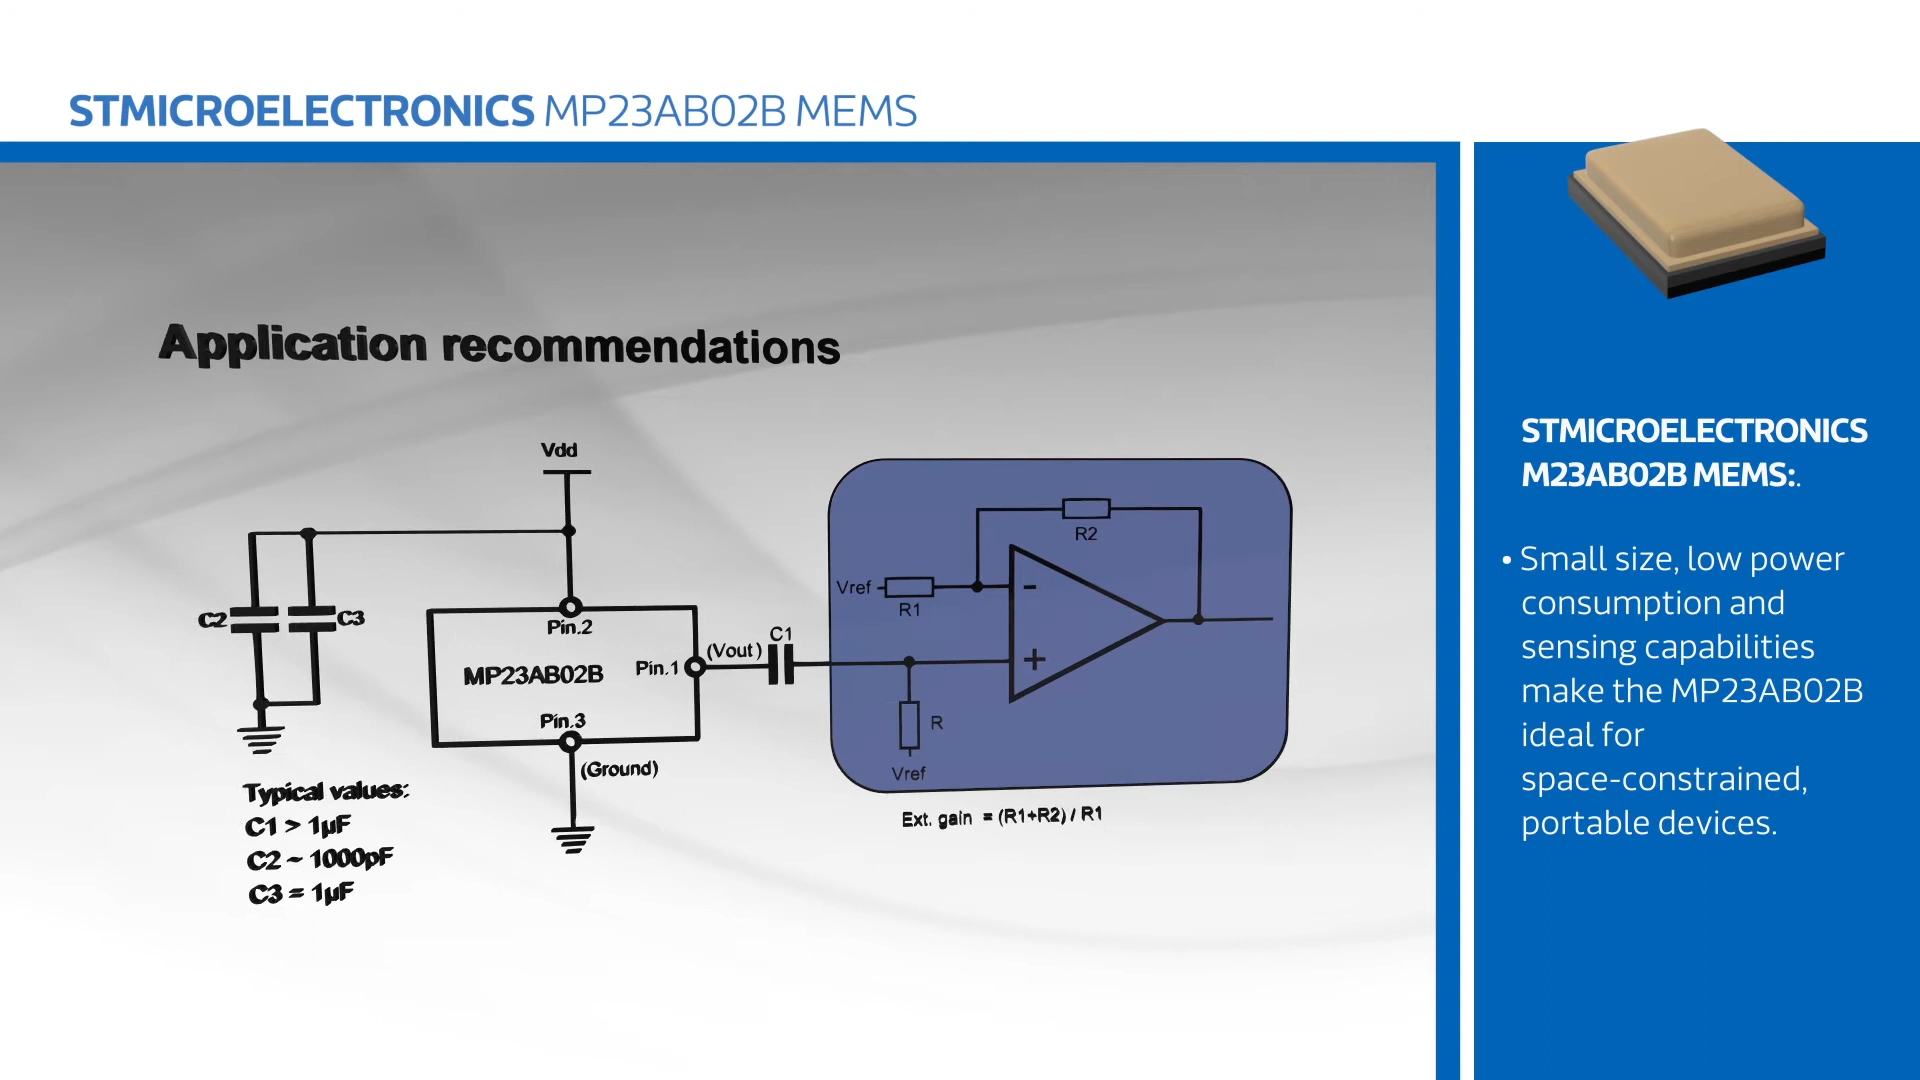 STMICROELECTRONICS MP23AB02B MEMS
Application recommendations
Vdd
C2
C3
Pin.2
MP23AB02B
Pin.1
(Vout)
C1
Pin.3
(Ground)
Vref
R1
R2
-
+
R
Vref
Ext. gain = (R1+R2) / R1
Typical values:
C1 > 1µF
C2 ~ 1000pF
C3 = 1µF
STMICROELECTRONICS
M23AB02B MEMS:.
• Small size, low power
consumption and
sensing capabilities
make the MP23AB02B
ideal for
space-constrained,
portable devices.